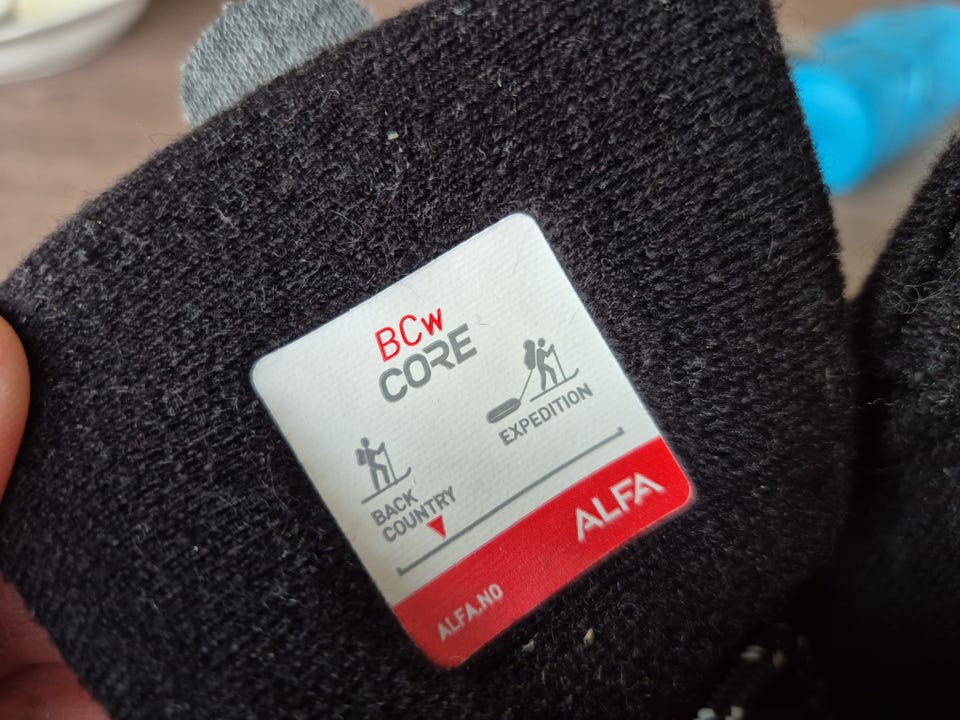 BCw
CORE
EXPEDITION
BACK
COUNTRY
ALFA
ALFA.NO